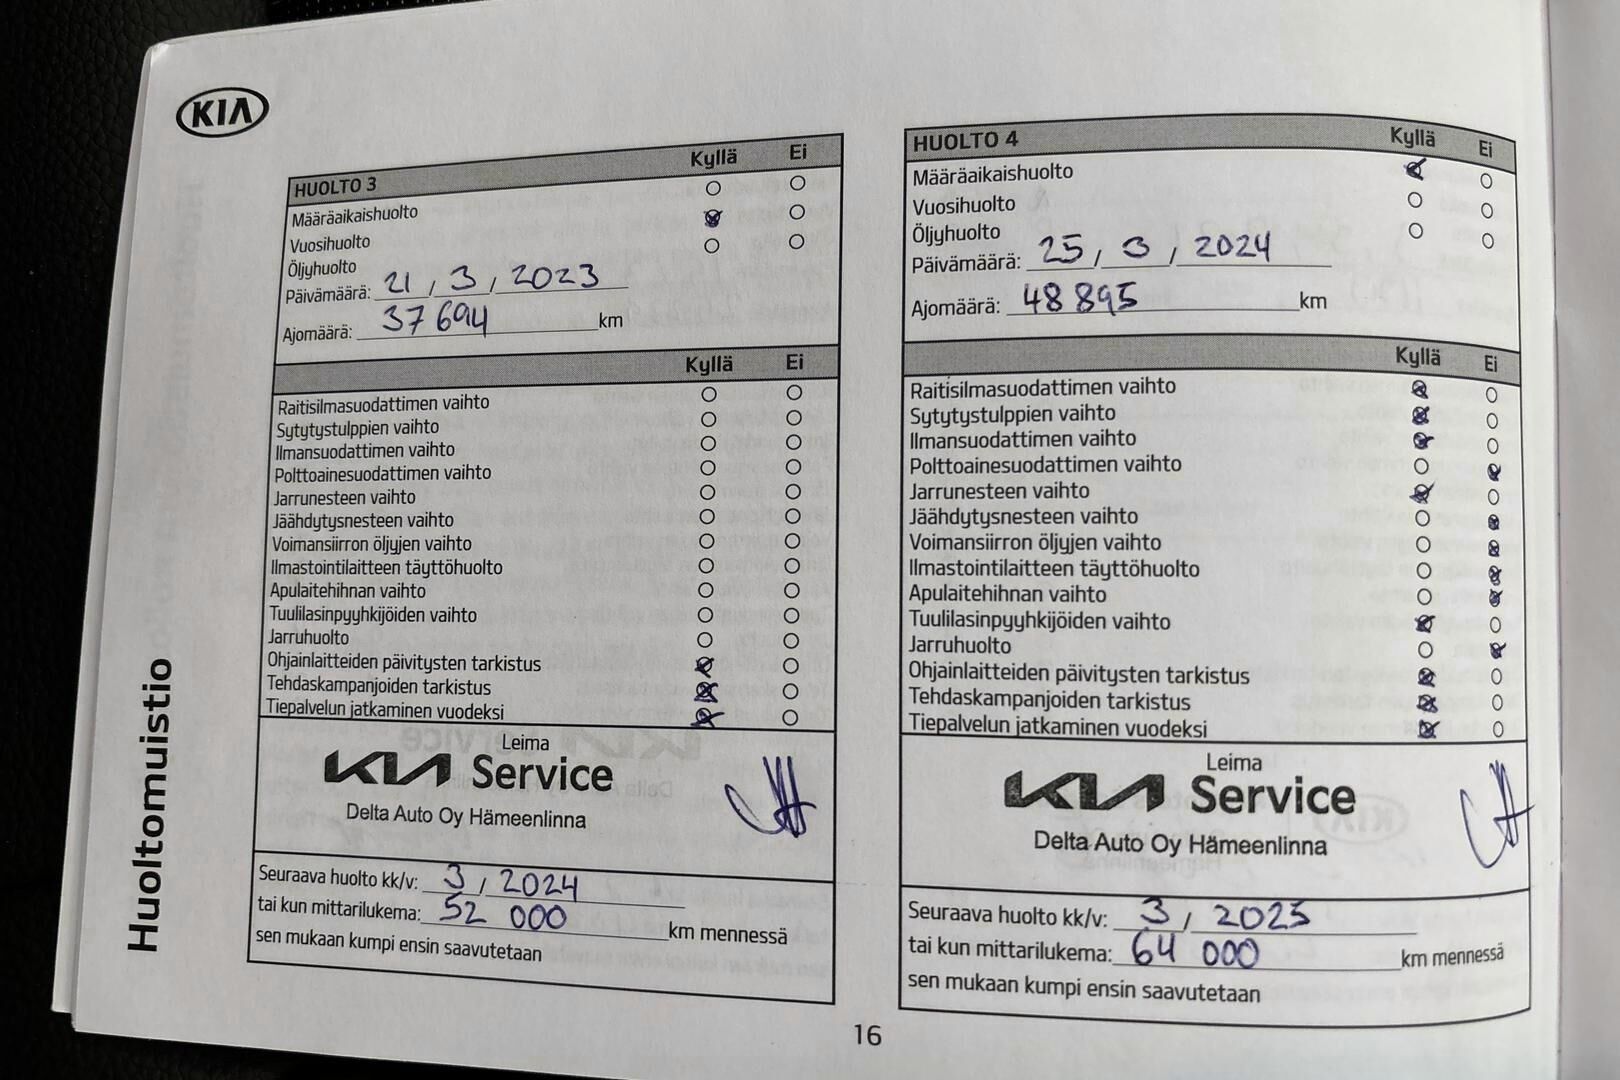 KIA
Huoltomuistio
HUOLTO 3 Kyllä Ei
Määräaikaishuolto
Vuosihuolto
Öljyhuolto
Päivämäärä: 21 / 3 / 2023
Ajomäärä: 37 694 km
Kyllä Ei
Raitisilmasuodattimen vaihto
Sytytystulppien vaihto
Ilmansuodattimen vaihto
Polttoainesuodattimen vaihto
Jarrunesteen vaihto
Jäähdytysnesteen vaihto
Voimansiirron öljyjen vaihto
Ilmastointilaitteen täyttöhuolto
Apulaitehihnan vaihto
Tuulilasinpyyhkijöiden vaihto
Jarruhuolto
Ohjainlaitteiden päivitysten tarkistus
Tehdaskampanjoiden tarkistus
Tiepalvelun jatkaminen vuodeksi
Leima
KIA Service
Delta Auto Oy Hämeenlinna
Seuraava huolto kk/v: 3 / 2024
tai kun mittarilukema: 52 000 km mennessä
sen mukaan kumpi ensin saavutetaan
HUOLTO 4 Kyllä Ei
Määräaikaishuolto
Vuosihuolto
Öljyhuolto
Päivämäärä: 25 / 3 / 2024
Ajomäärä: 48 895 km
Kyllä Ei
Raitisilmasuodattimen vaihto
Sytytystulppien vaihto
Ilmansuodattimen vaihto
Polttoainesuodattimen vaihto
Jarrunesteen vaihto
Jäähdytysnesteen vaihto
Voimansiirron öljyjen vaihto
Ilmastointilaitteen täyttöhuolto
Apulaitehihnan vaihto
Tuulilasinpyyhkijöiden vaihto
Jarruhuolto
Ohjainlaitteiden päivitysten tarkistus
Tehdaskampanjoiden tarkistus
Tiepalvelun jatkaminen vuodeksi
Leima
KIA Service
Delta Auto Oy Hämeenlinna
Seuraava huolto kk/v: 3 / 2025
tai kun mittarilukema: 64 000 km mennessä
sen mukaan kumpi ensin saavutetaan
16